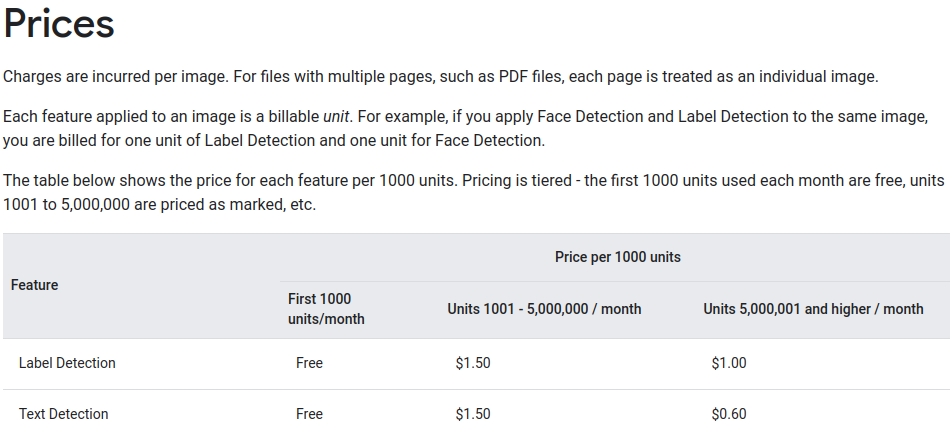 Prices
Charges are incurred per image. For files with multiple pages, such as PDF files, each page is treated as an individual image.
Each feature applied to an image is a billable unit. For example, if you apply Face Detection and Label Detection to the same image,
you are billed for one unit of Label Detection and one unit for Face Detection.
The table below shows the price for each feature per 1000 units. Pricing is tiered - the first 1000 units used each month are free, units
1001 to 5,000,000 are priced as marked, etc.
Feature
Price per 1000 units
First 1000
units/month
Units 1001 - 5,000,000 / month
Units 5,000,001 and higher / month
Label Detection Free $1.50 $1.00
Text Detection Free $1.50 $0.60